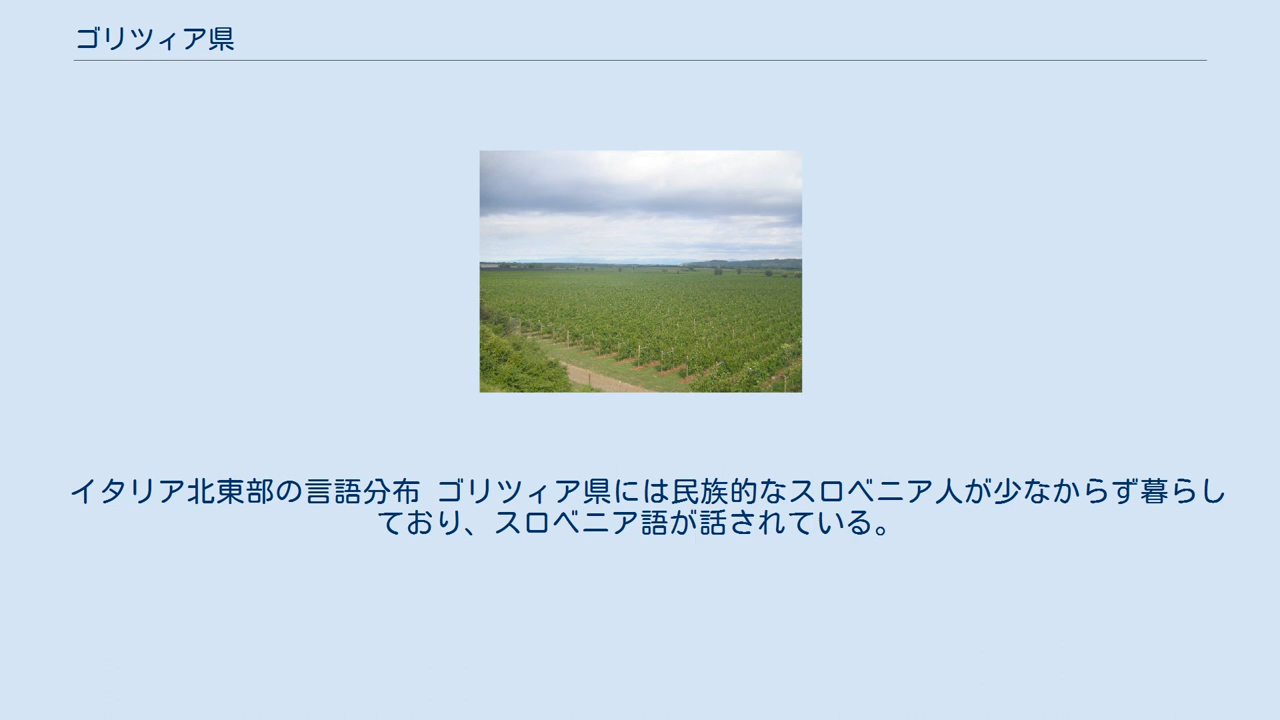 ゴリツィア県
イタリア北東部の言語分布 ゴリツィア県には民族的なスロベニア人が少なからず暮らし
ており、スロベニア語が話されている。